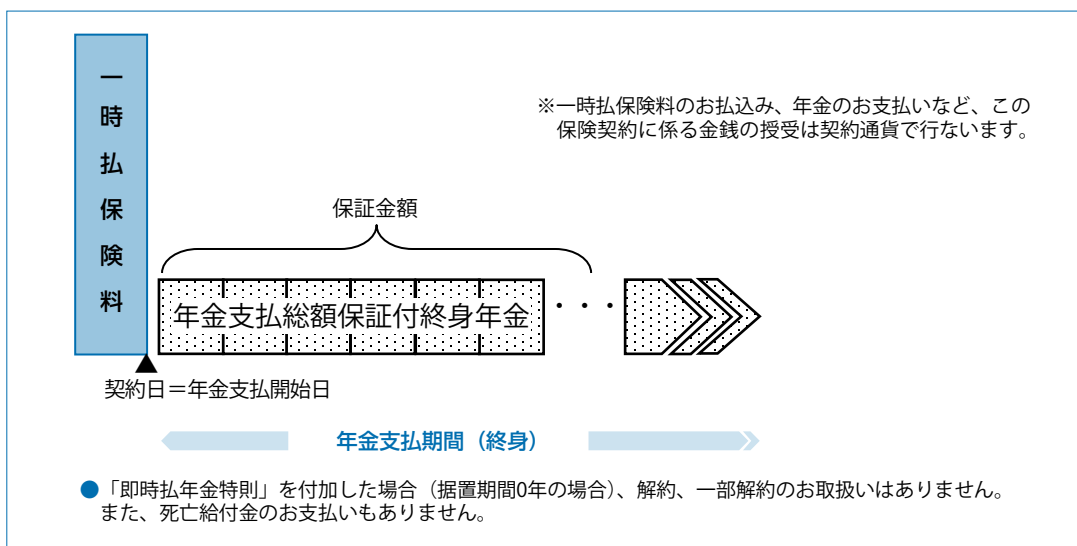 一時払保険料
※一時払保険料のお払込み、年金のお支払いなど、この
保険契約に係る金銭の授受は契約通貨で行ないます。
保証金額
年金支払総額保証付終身年金
・・・
契約日＝年金支払開始日
年金支払期間（終身）
●「即時払年金特則」を付加した場合（据置期間0年の場合）、解約、一部解約のお取扱いはありません。
また、死亡給付金のお支払いもありません。